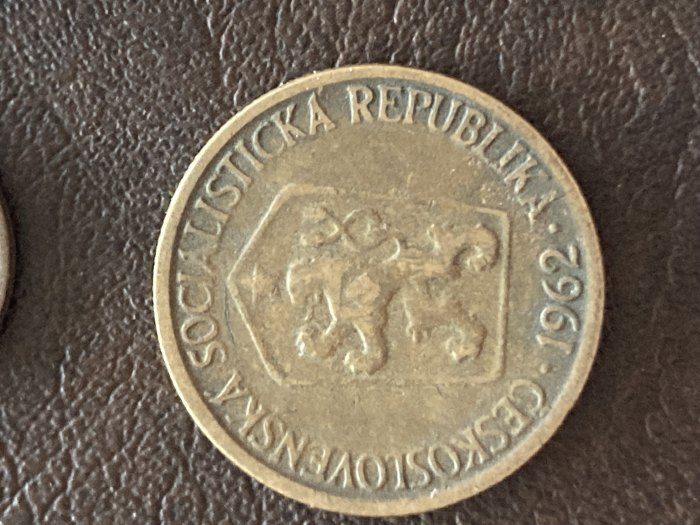 ČESKOSLOVENSKÁ SOCIALISTICKÁ REPUBLIKA · 1962 ·